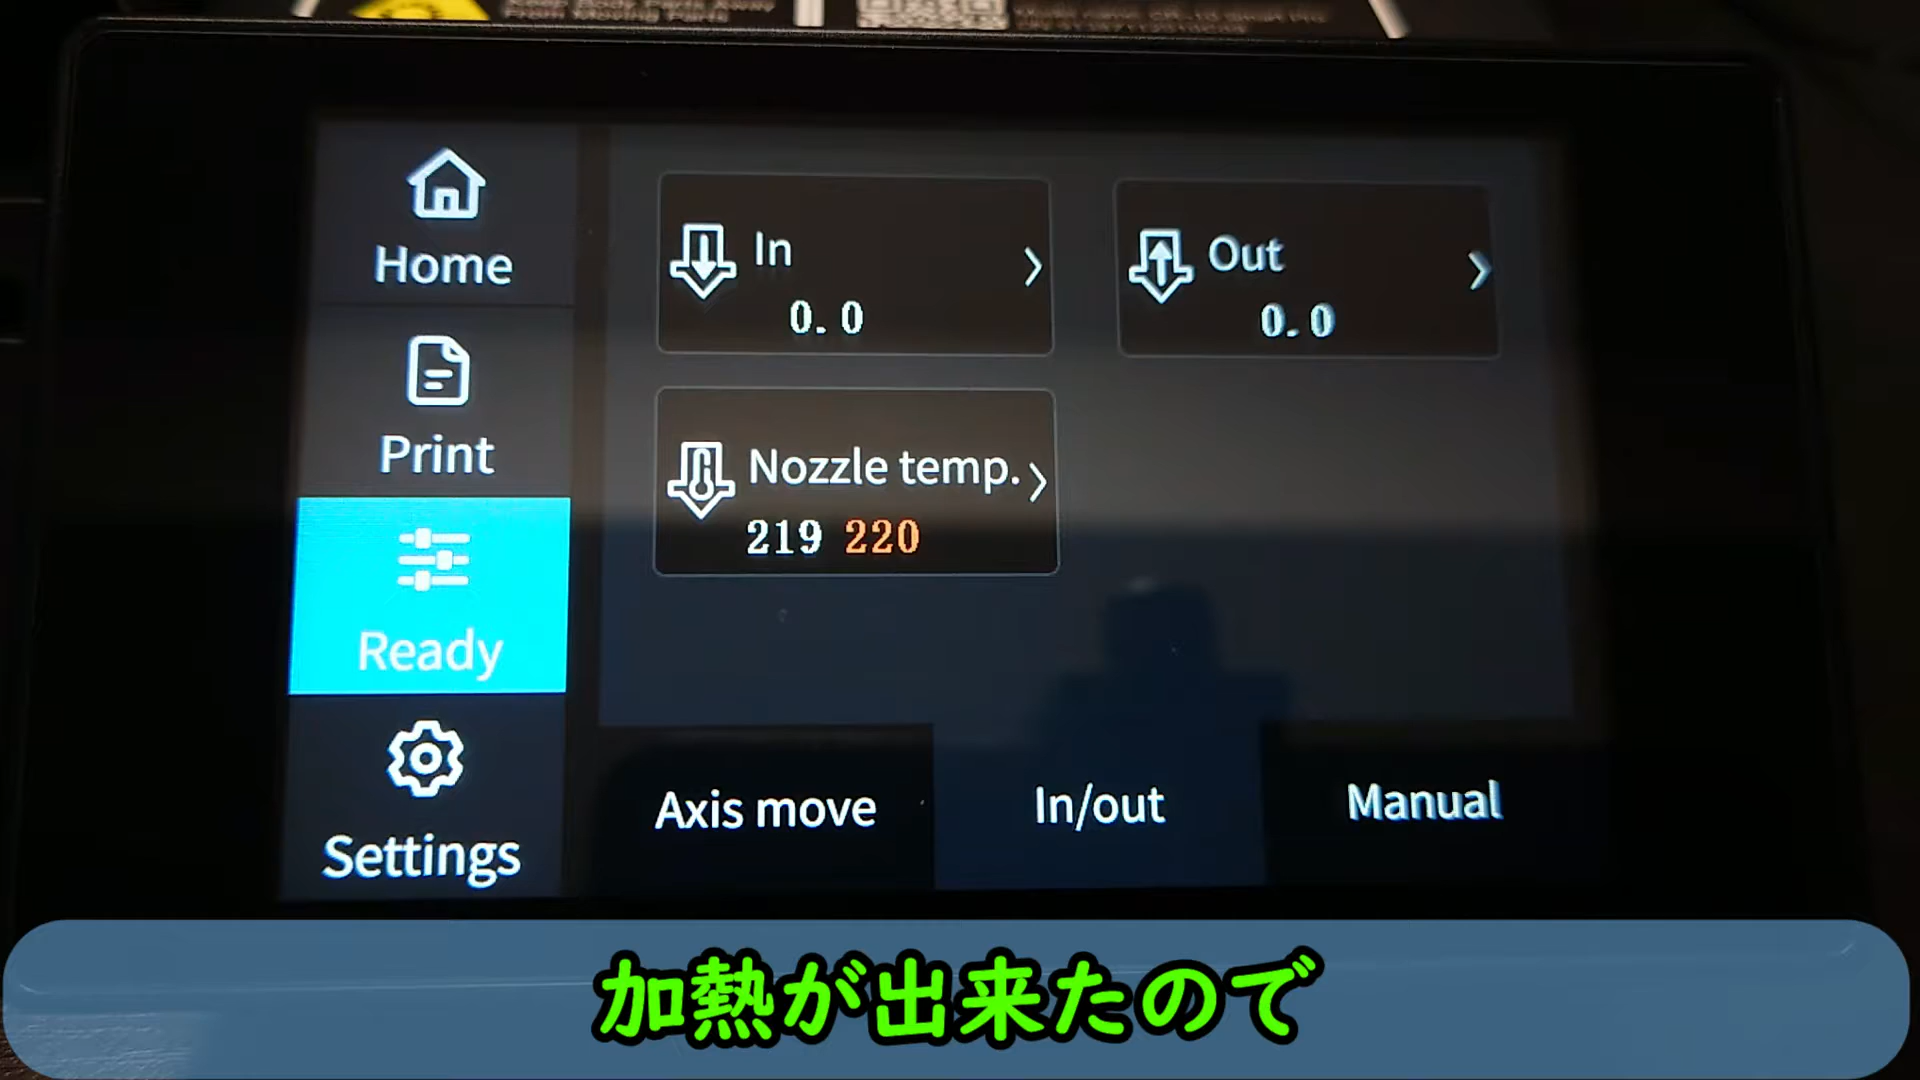 Home
Print
Ready
Settings
In
0.0
Out
0.0
Nozzle temp.
219 220
Axis move
In/out
Manual
加熱が出来たので